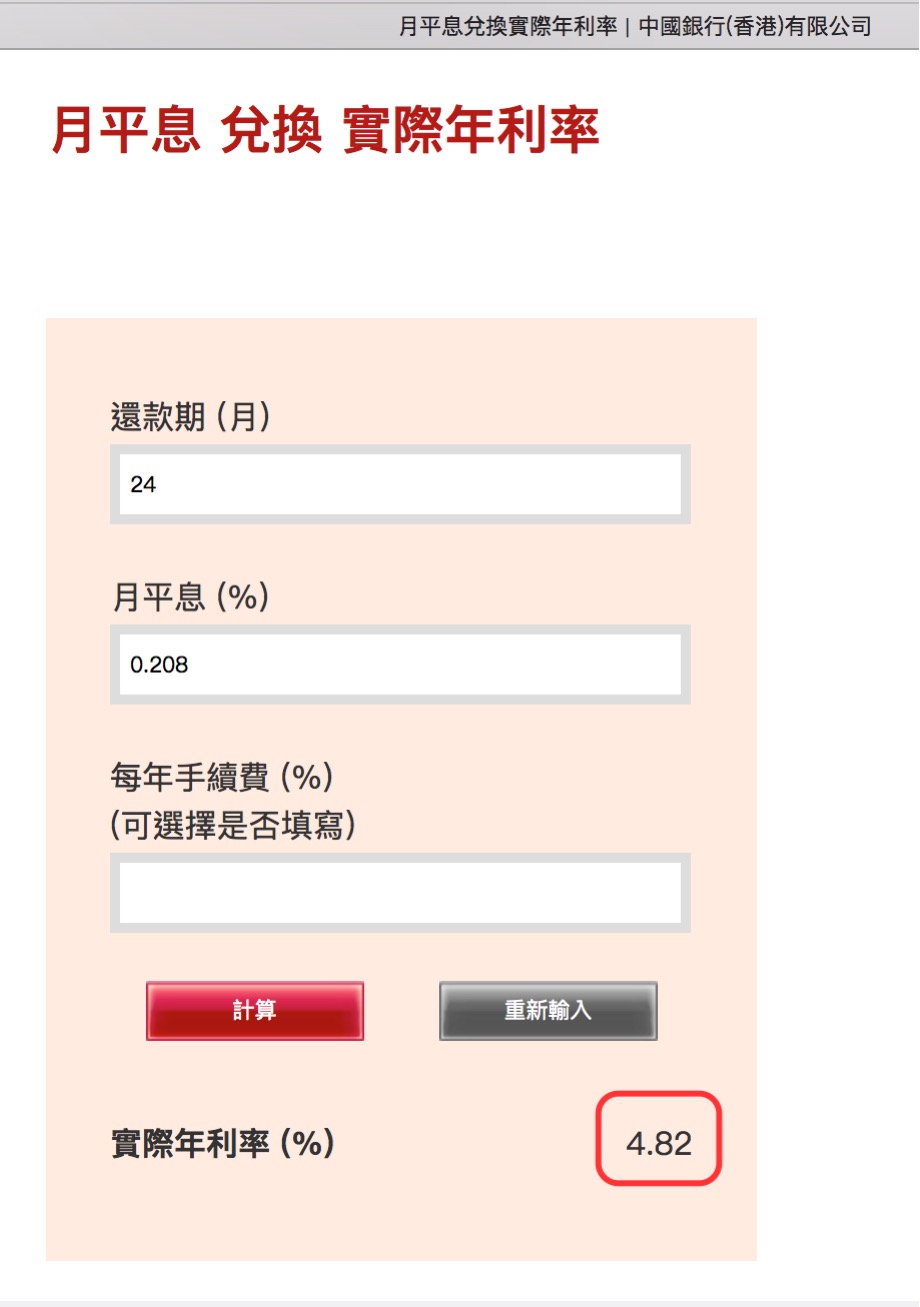 月平息兌換實際年利率 | 中國銀行(香港)有限公司
月平息 兌換 實際年利率
還款期 (月)
24
月平息 (%)
0.208
每年手續費 (%)
(可選擇是否填寫)
計算
重新輸入
實際年利率 (%)
4.82